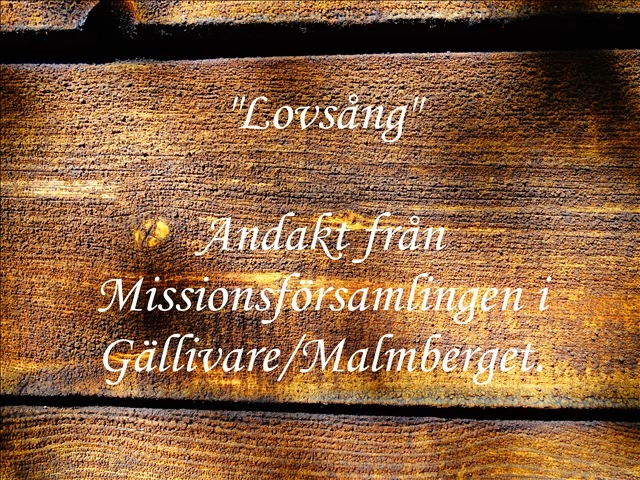 "Lovsång"
Andakt från
Missionsförsamlingen i
Gällivare/Malmberget.